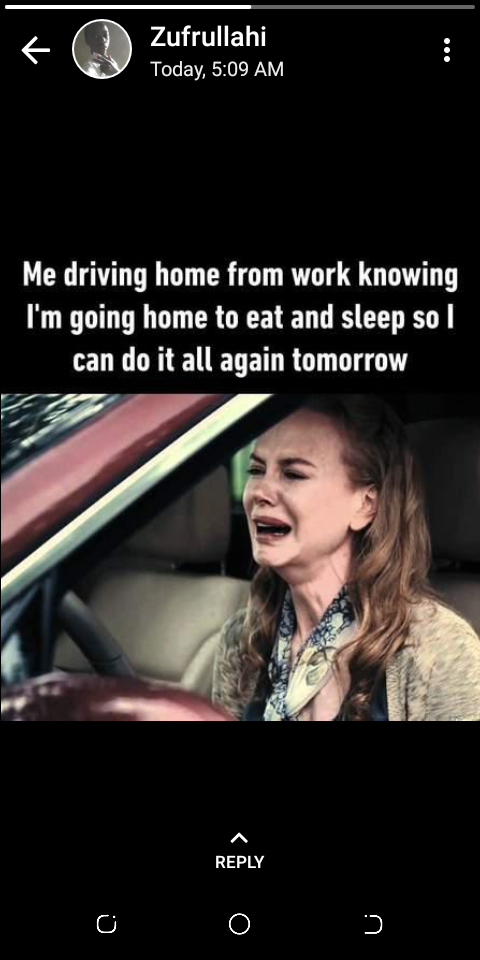 Zufrullahi
Today, 5:09 AM
Me driving home from work knowing
I'm going home to eat and sleep so I
can do it all again tomorrow
REPLY